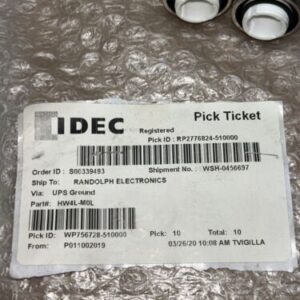 IDEC
Pick Ticket
Registered
Pick ID : RP2776824-510000
Order ID : S00339493
Shipment No. : WSH-0456697
Ship To: RANDOLPH ELECTRONICS
Via: UPS Ground
Part#: HW4L-M0L
Pick ID: WP756728-510000 Pick: 10 Total: 10
From: P011002019 03/26/20 10:08 AM TVIGILLA